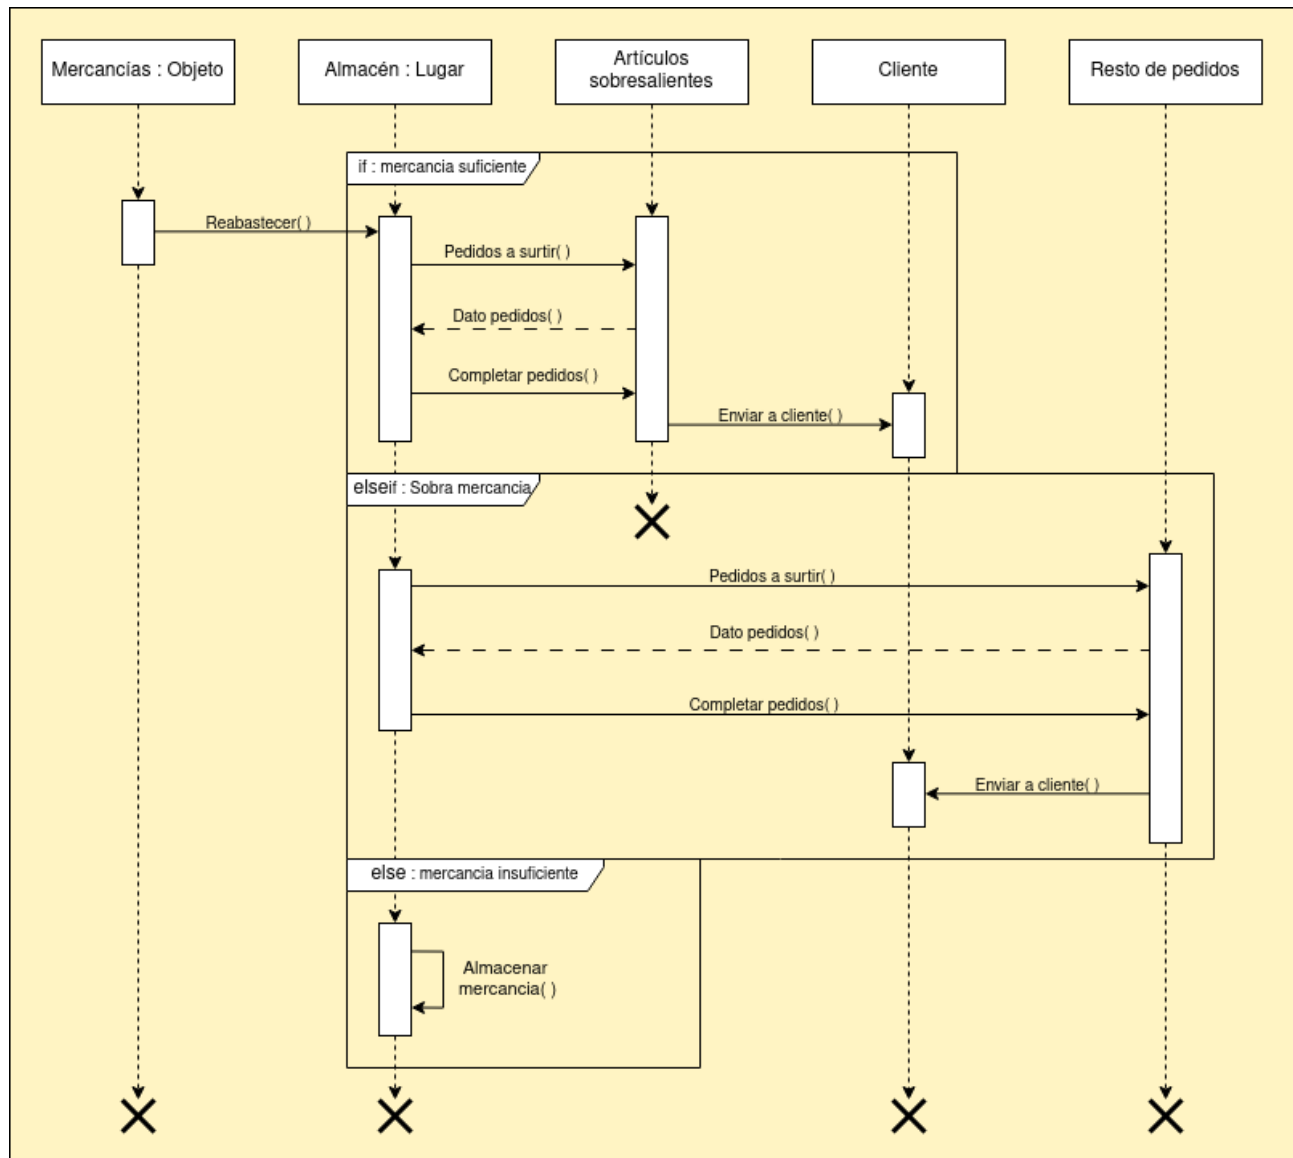 Mercancías : Objeto
Almacén : Lugar
Artículos
sobresalientes
Cliente
Resto de pedidos
if : mercancia suficiente
Reabastecer( )
Pedidos a surtir( )
Dato pedidos( )
Completar pedidos( )
Enviar a cliente( )
elseif : Sobra mercancia
Pedidos a surtir( )
Dato pedidos( )
Completar pedidos( )
Enviar a cliente( )
else : mercancia insuficiente
Almacenar
mercancia( )